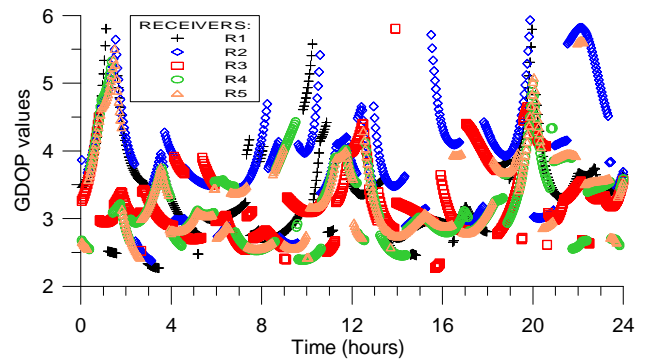 RECEIVERS:
R1
R2
R3
R4
R5
GDOP values
6
5
4
3
2
0 4 8 12 16 20 24
Time (hours)